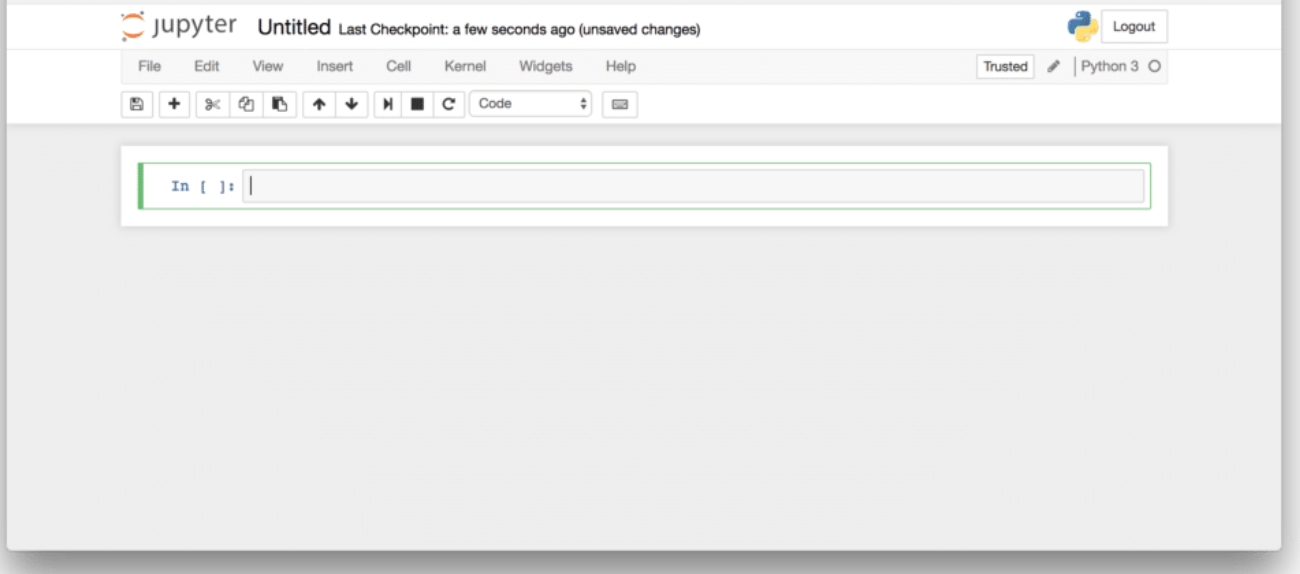 jupyter Untitled Last Checkpoint: a few seconds ago (unsaved changes) Logout
File Edit View Insert Cell Kernel Widgets Help Trusted Python 3
Code
In [ ]: